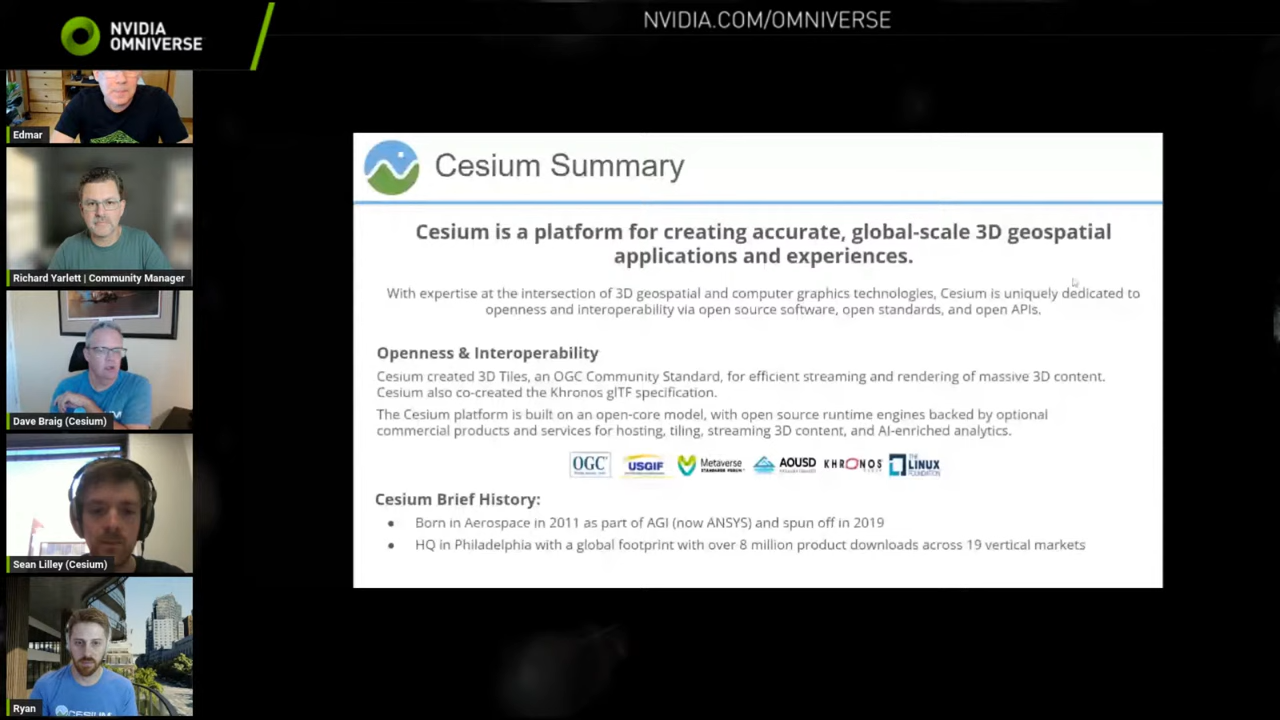 NVIDIA
OMNIVERSE
NVIDIA.COM/OMNIVERSE
Edmar
Richard Yarlett | Community Manager
Dave Braig (Cesium)
Sean Lilley (Cesium)
Ryan
CESIUM
Cesium Summary
Cesium is a platform for creating accurate, global-scale 3D geospatial
applications and experiences.
With expertise at the intersection of 3D geospatial and computer graphics technologies, Cesium is uniquely dedicated to
openness and interoperability via open source software, open standards, and open APIs.
Openness & Interoperability
Cesium created 3D Tiles, an OGC Community Standard, for efficient streaming and rendering of massive 3D content.
Cesium also co-created the Khronos glTF specification.
The Cesium platform is built on an open-core model, with open source runtime engines backed by optional
commercial products and services for hosting, tiling, streaming 3D content, and AI-enriched analytics.
OGC
USGIF
Metaverse
AOUSD
KHRONOS
THE LINUX
FOUNDATION
Cesium Brief History:
• Born in Aerospace in 2011 as part of AGI (now ANSYS) and spun off in 2019
• HQ in Philadelphia with a global footprint with over 8 million product downloads across 19 vertical markets